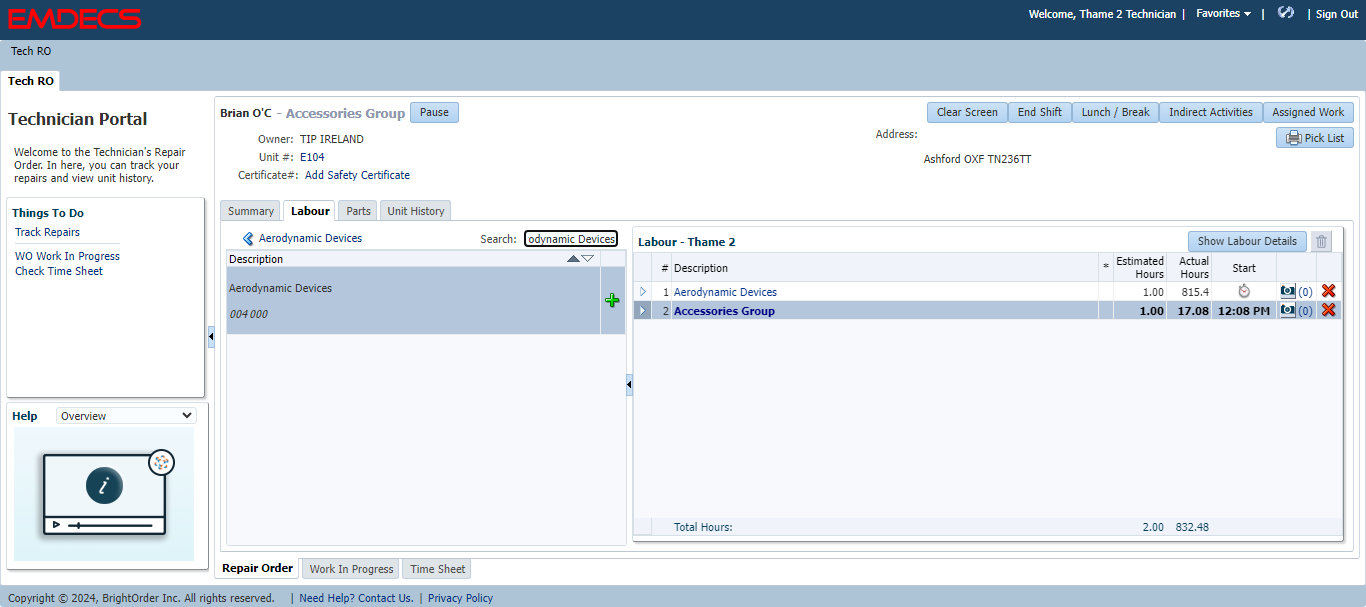 EMDECS
Welcome, Thame 2 Technician | Favorites | | Sign Out
Tech RO
Tech RO
Technician Portal
Welcome to the Technician's Repair
Order. In here, you can track your
repairs and view unit history.
Things To Do
Track Repairs
WO Work In Progress
Check Time Sheet
Help Overview
Brian O'C - Accessories Group Pause
Clear Screen End Shift Lunch / Break Indirect Activities Assigned Work
Pick List
Owner: TIP IRELAND
Unit #: E104
Certificate#: Add Safety Certificate
Address:
Ashford OXF TN236TT
Summary Labour Parts Unit History
Aerodynamic Devices Search: odynamic Devices
Description
Aerodynamic Devices
004 000
Labour - Thame 2 Show Labour Details
# Description * Estimated Hours Actual Hours Start
1 Aerodynamic Devices 1.00 815.4 (0)
2 Accessories Group 1.00 17.08 12:08 PM (0)
Total Hours: 2.00 832.48
Repair Order Work In Progress Time Sheet
Copyright © 2024, BrightOrder Inc. All rights reserved. | Need Help? Contact Us. | Privacy Policy